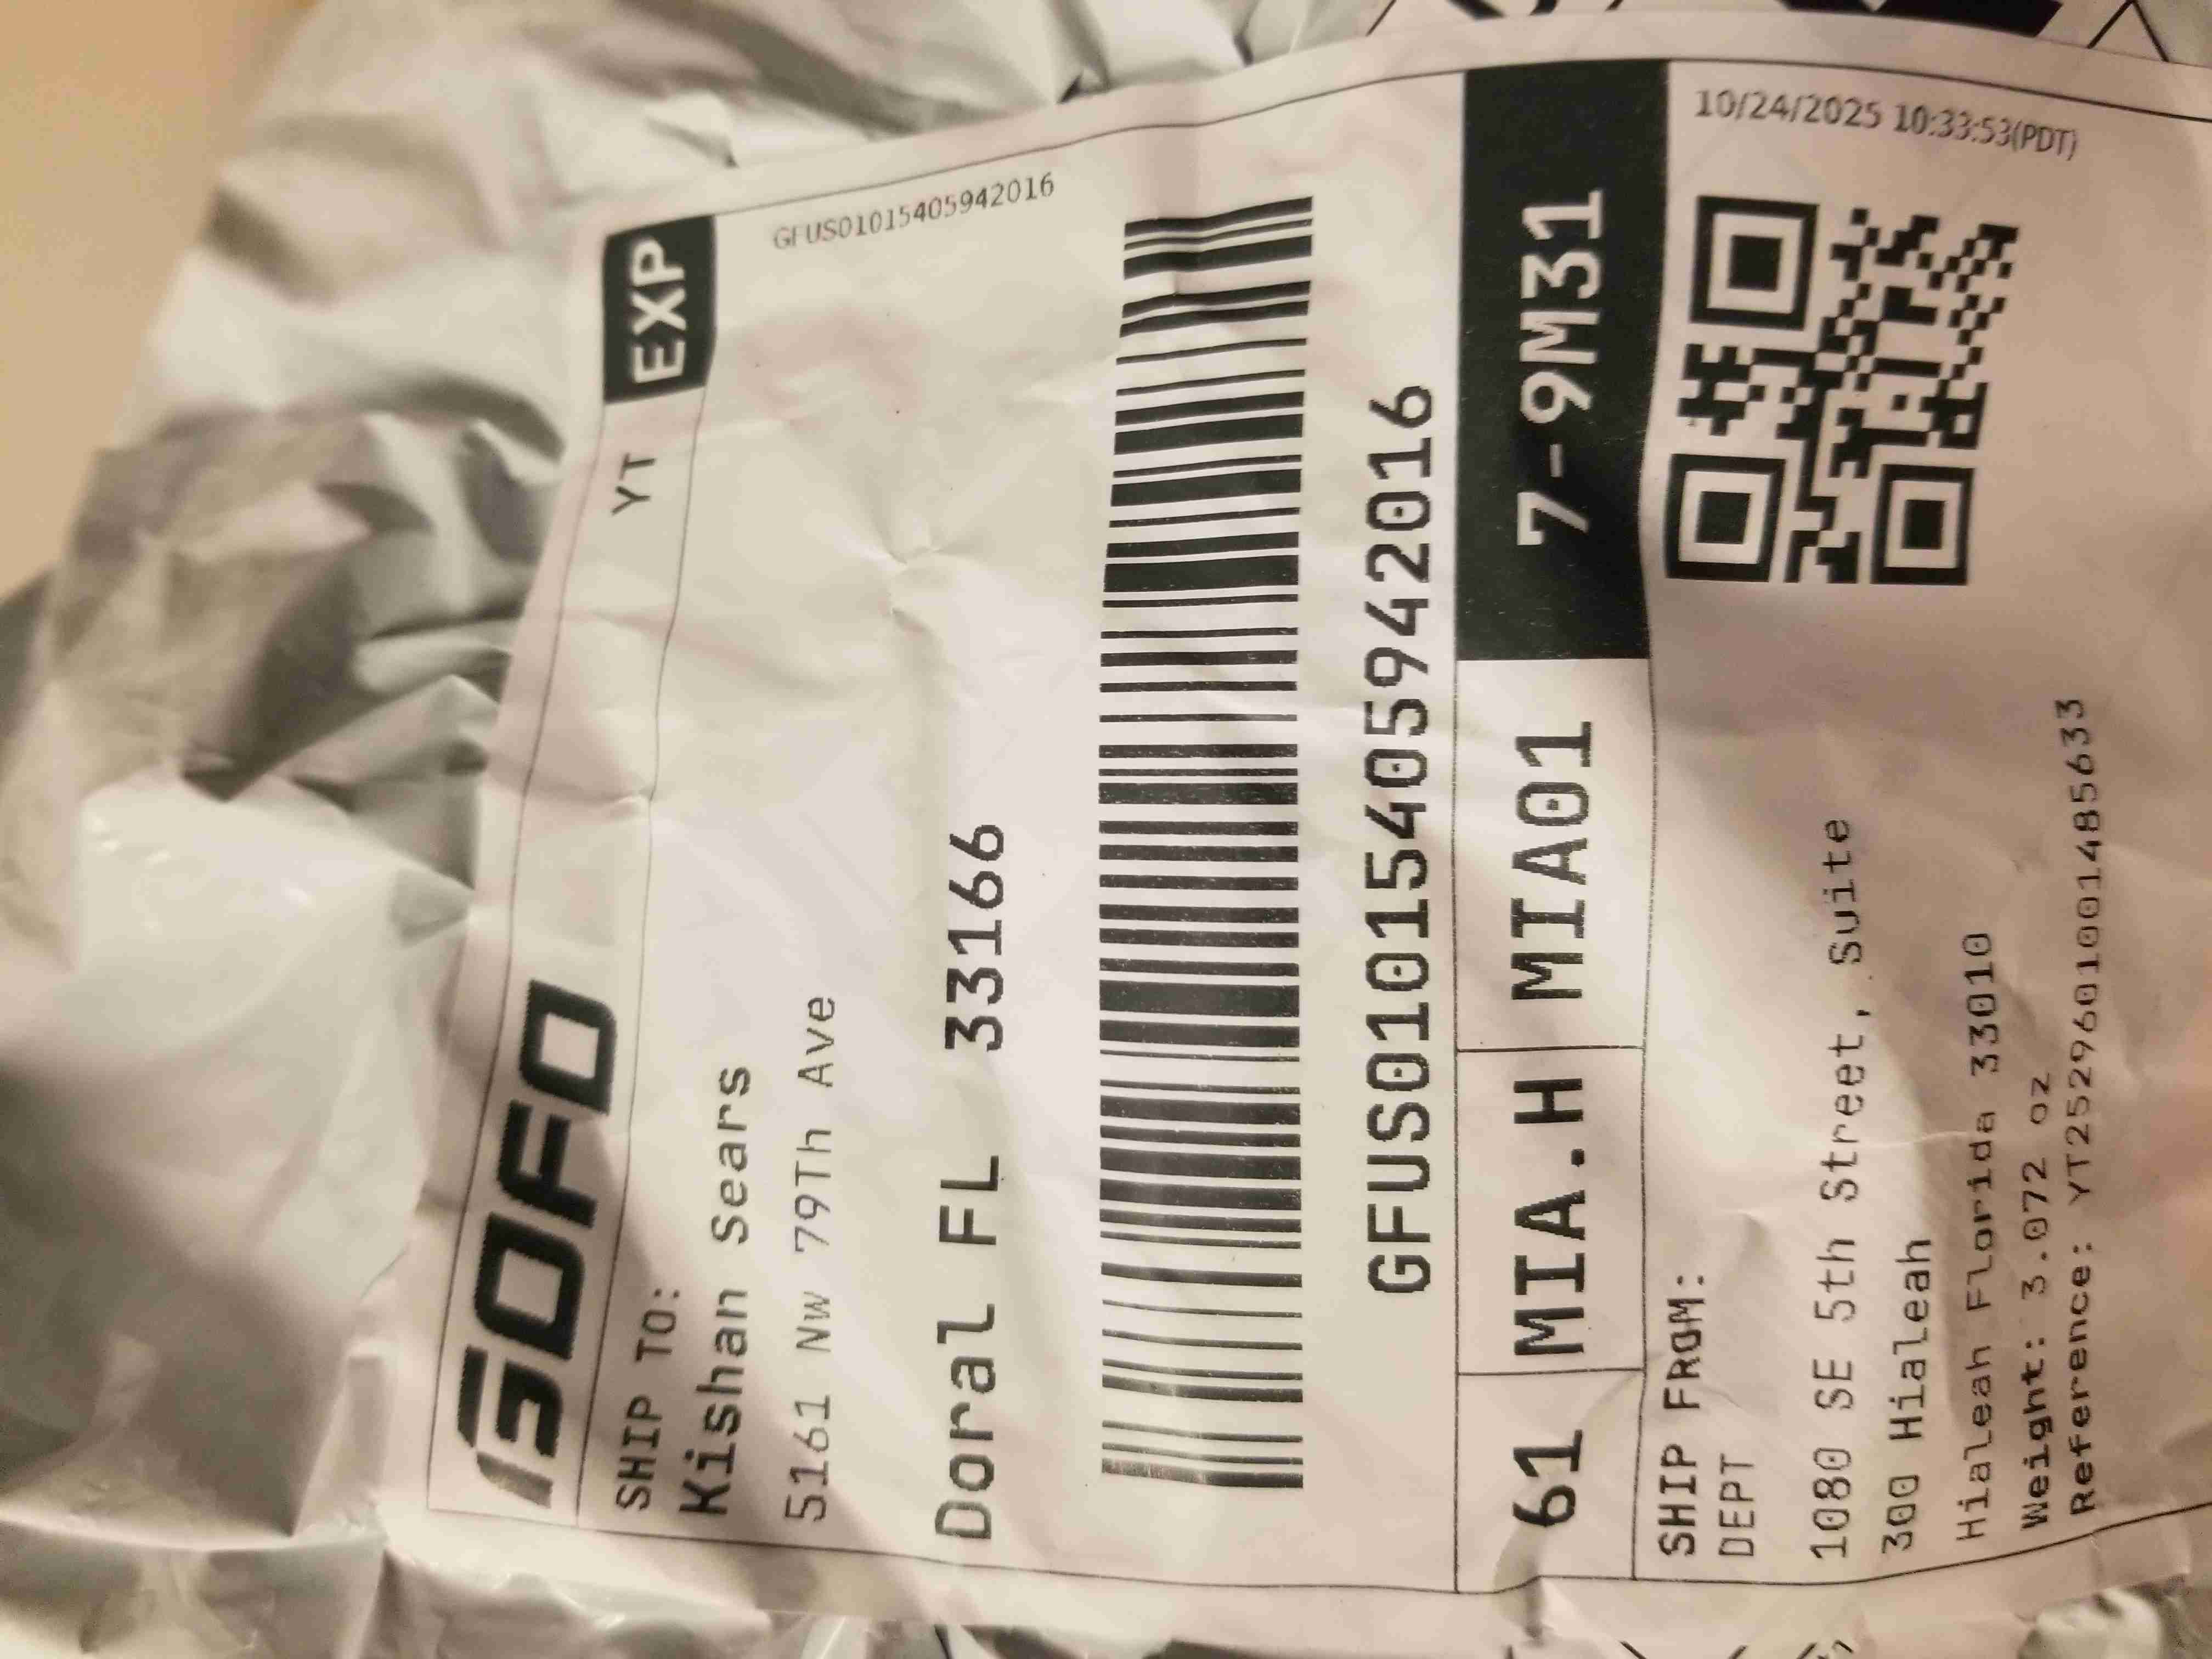 GOFO
YT EXP
SHIP TO:
Kishan Sears
5161 Nw 79Th Ave
GFUS01015405942016
Doral FL 33166
GFUS01015405942016
61 MIA.H MIA01 7-9M31
SHIP FROM:
DEPT
10/24/2025 10:33:53(PDT)
1080 SE 5th Street, Suite
300 Hialeah
Hialeah Florida 33010
Weight: 3.072 oz
Reference: YT2529601001485633